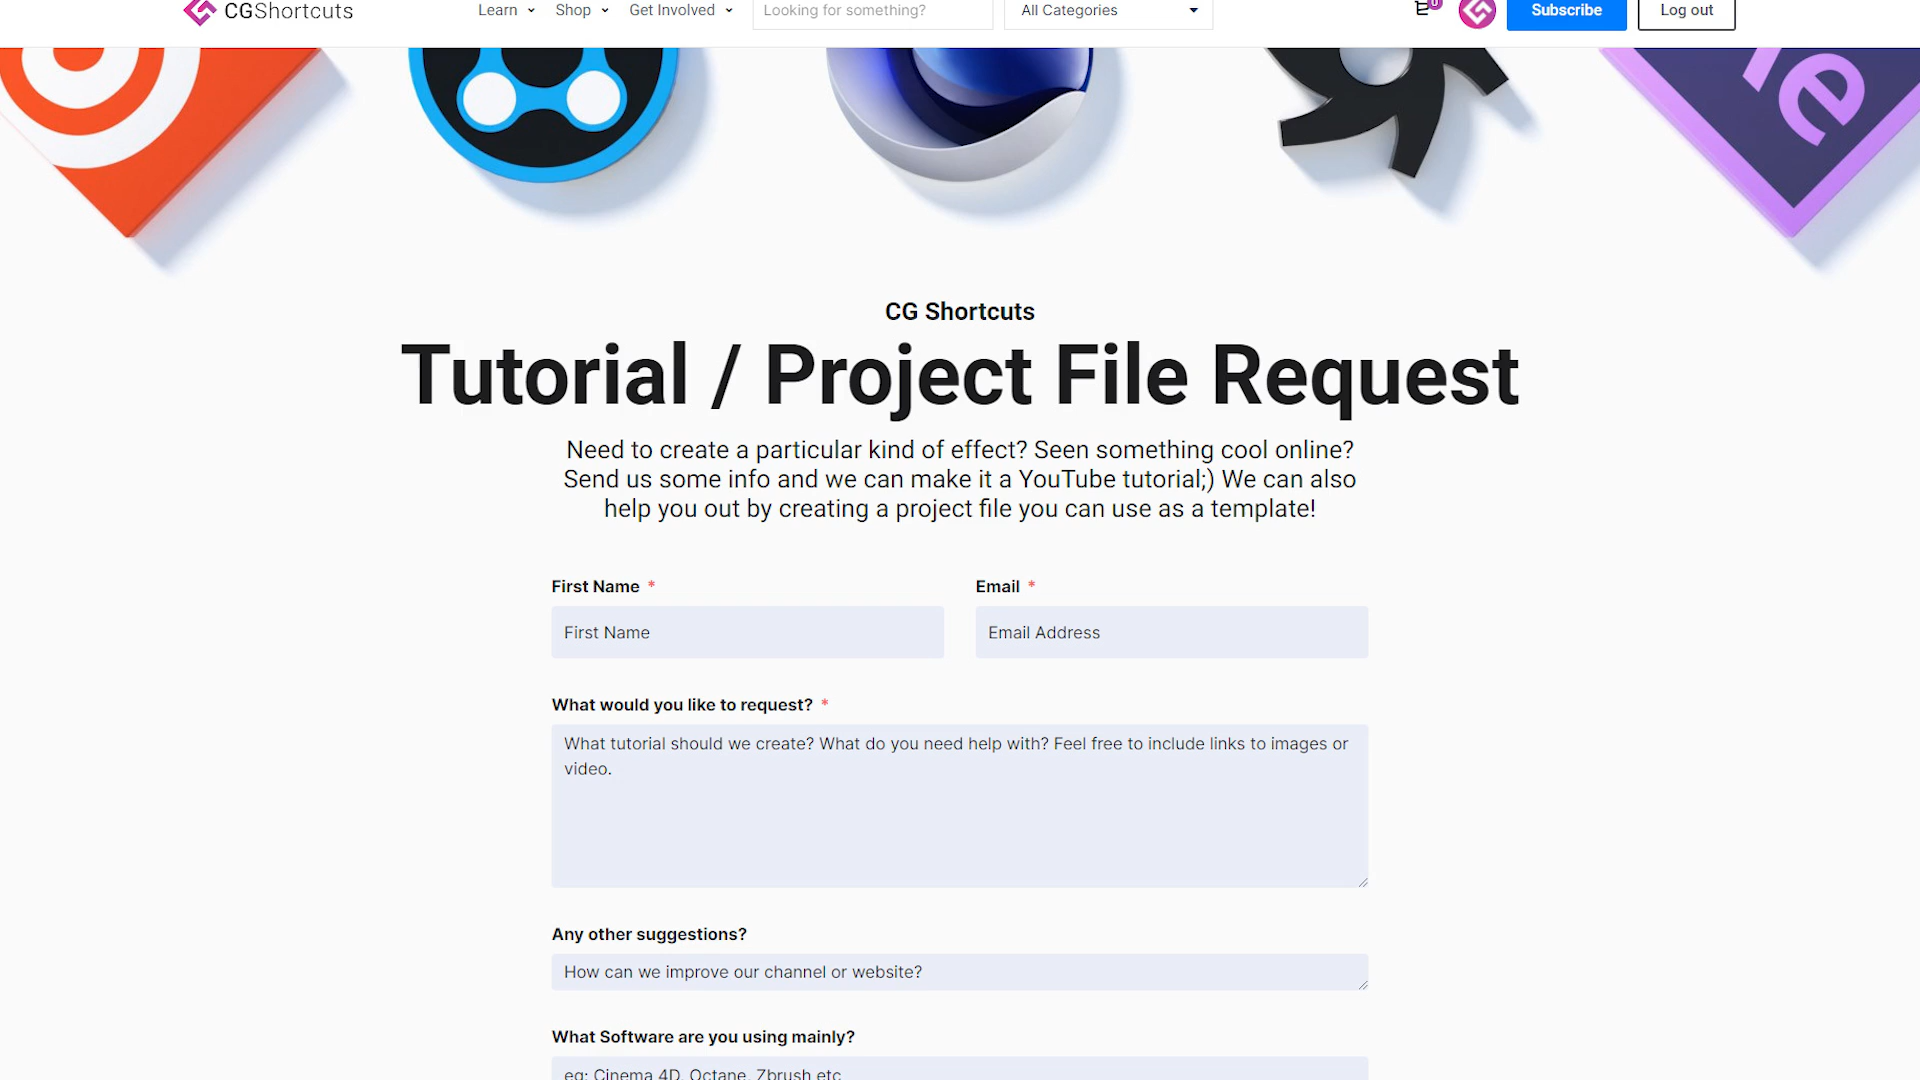 CGShortcuts
Learn
Shop
Get Involved
Looking for something?
All Categories
0
Subscribe
Log out
e
CG Shortcuts
Tutorial / Project File Request
Need to create a particular kind of effect? Seen something cool online?
Send us some info and we can make it a YouTube tutorial;) We can also
help you out by creating a project file you can use as a template!
First Name *
Email *
First Name
Email Address
What would you like to request? *
What tutorial should we create? What do you need help with? Feel free to include links to images or
video.
Any other suggestions?
How can we improve our channel or website?
What Software are you using mainly?
eg: Cinema 4D, Octane, Zbrush etc